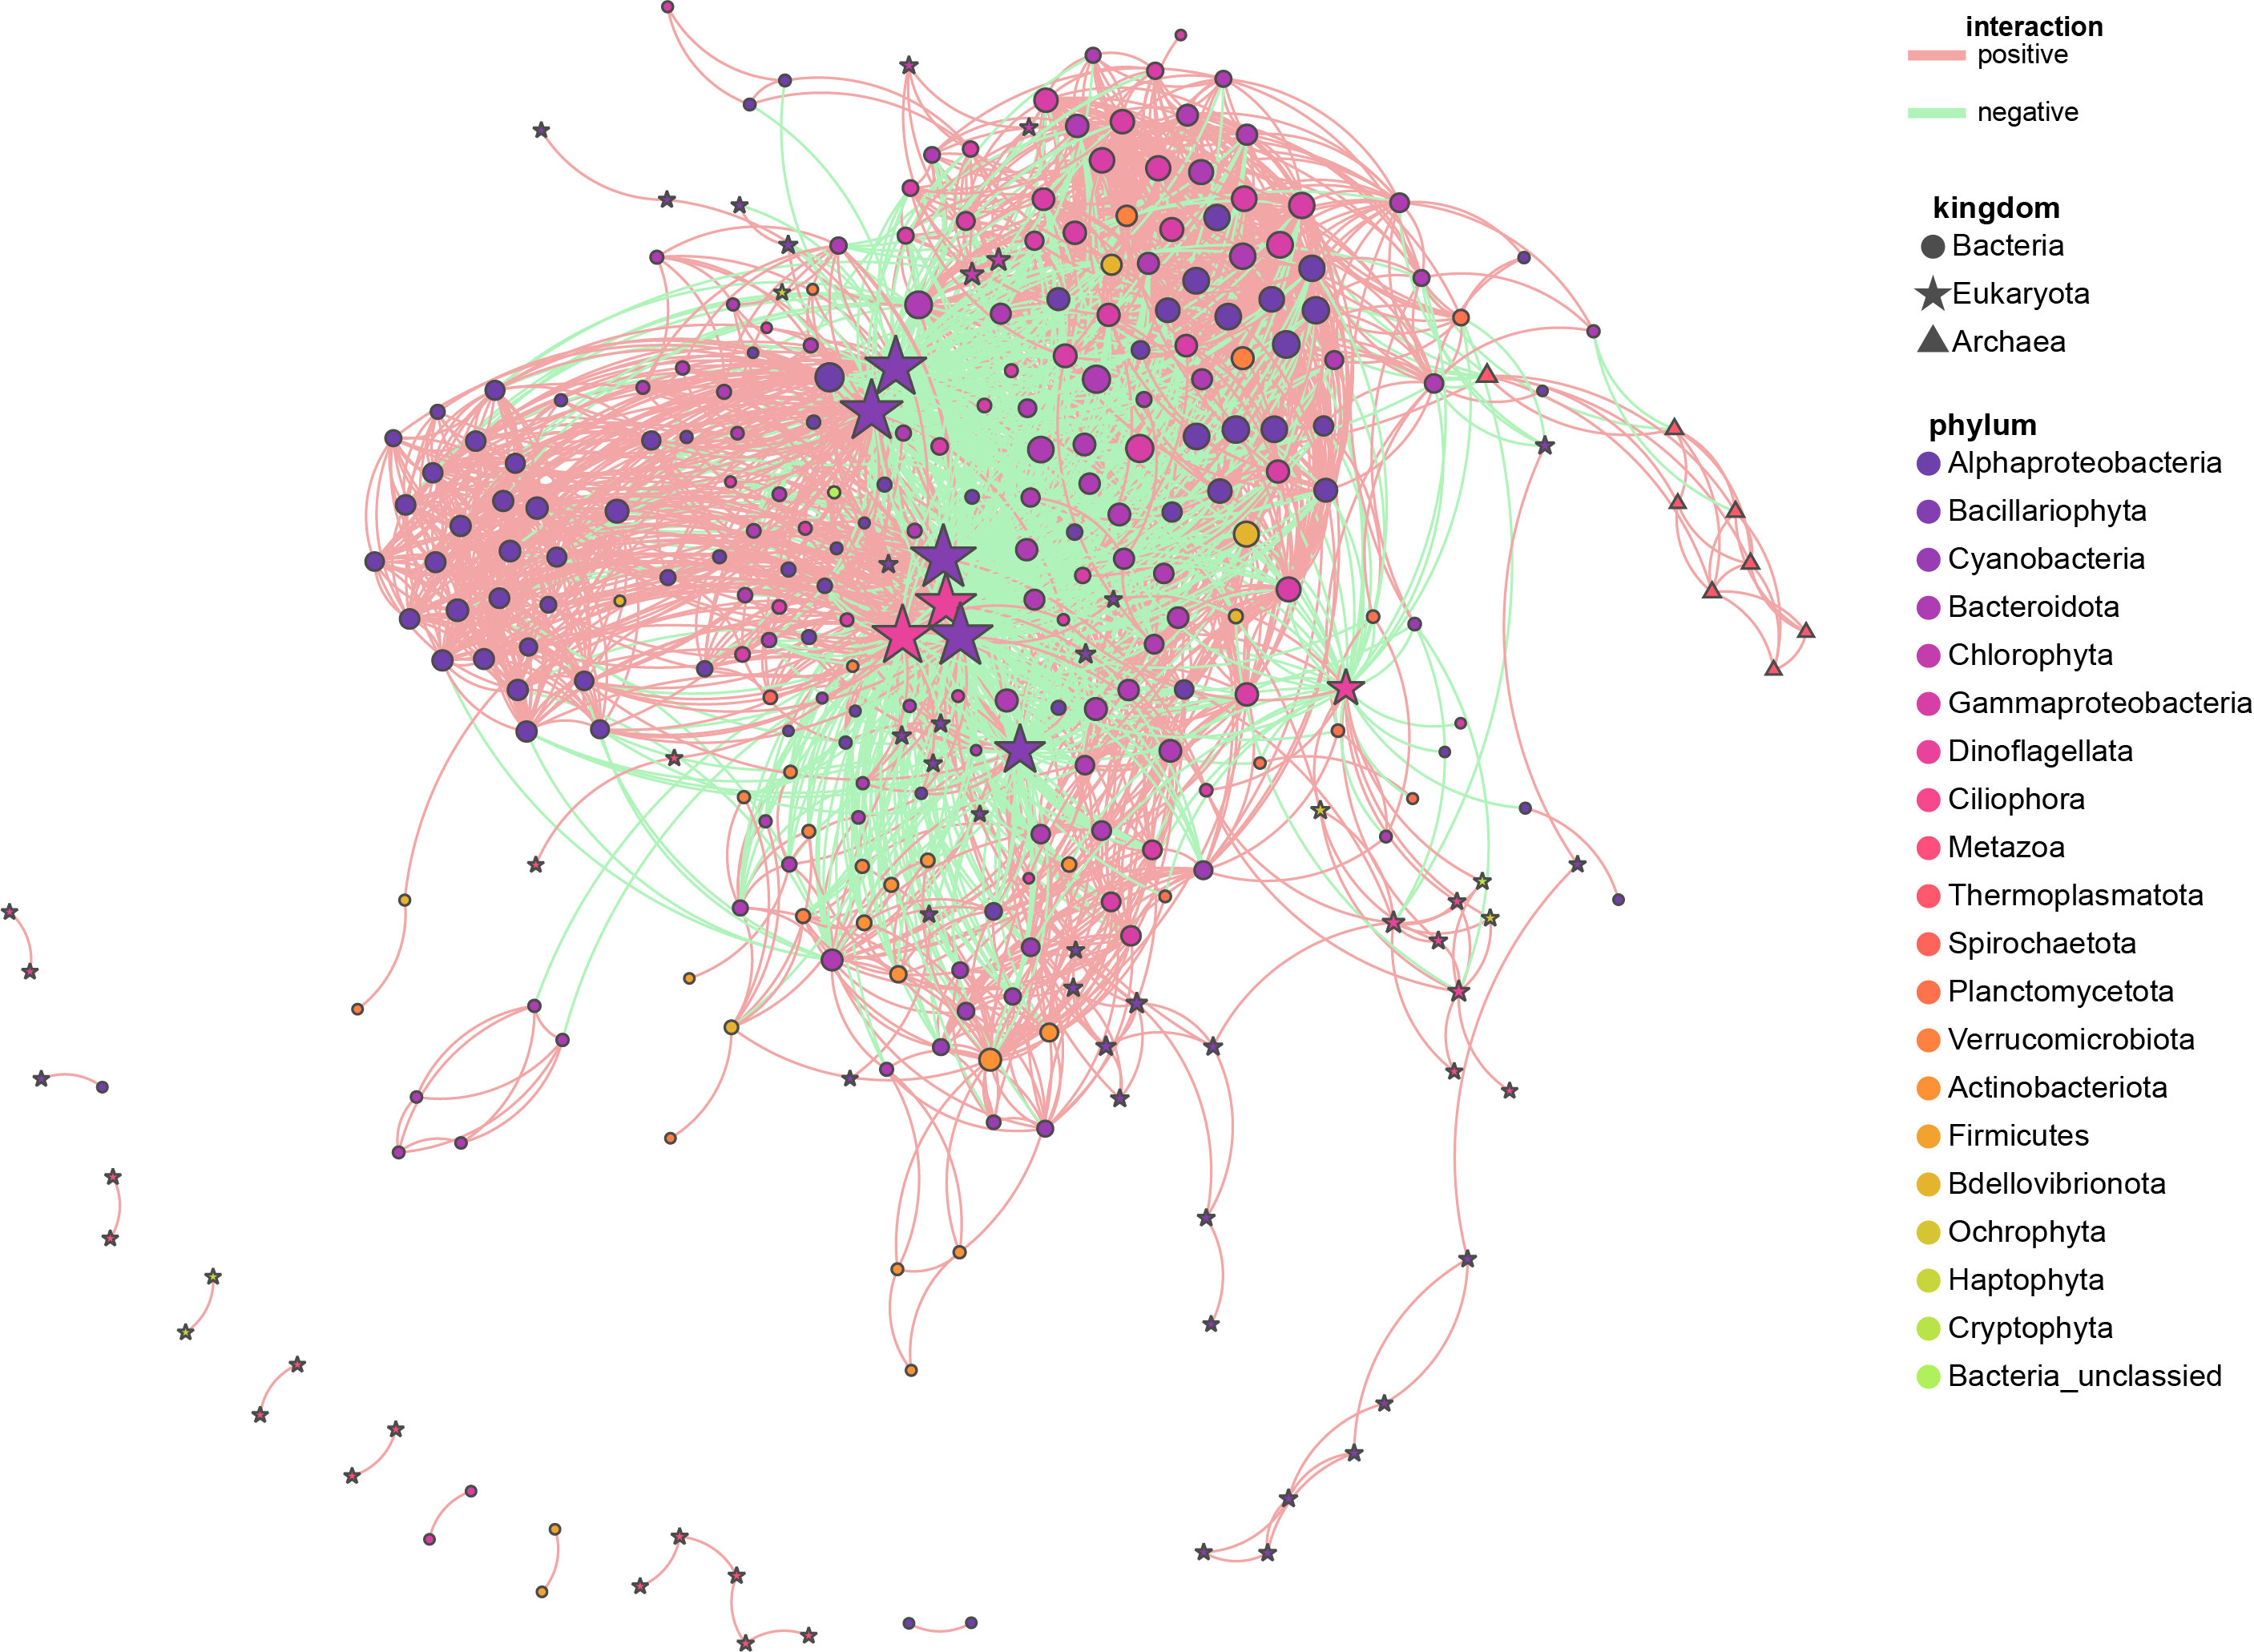 interaction
positive
negative
kingdom
Bacteria
Eukaryota
Archaea
phylum
Alphaproteobacteria
Bacillariophyta
Cyanobacteria
Bacteroidota
Chlorophyta
Gammaproteobacteria
Dinoflagellata
Ciliophora
Metazoa
Thermoplasmatota
Spirochaetota
Planctomycetota
Verrucomicrobiota
Actinobacteriota
Firmicutes
Bdellovibrionota
Ochrophyta
Haptophyta
Cryptophyta
Bacteria_unclassied